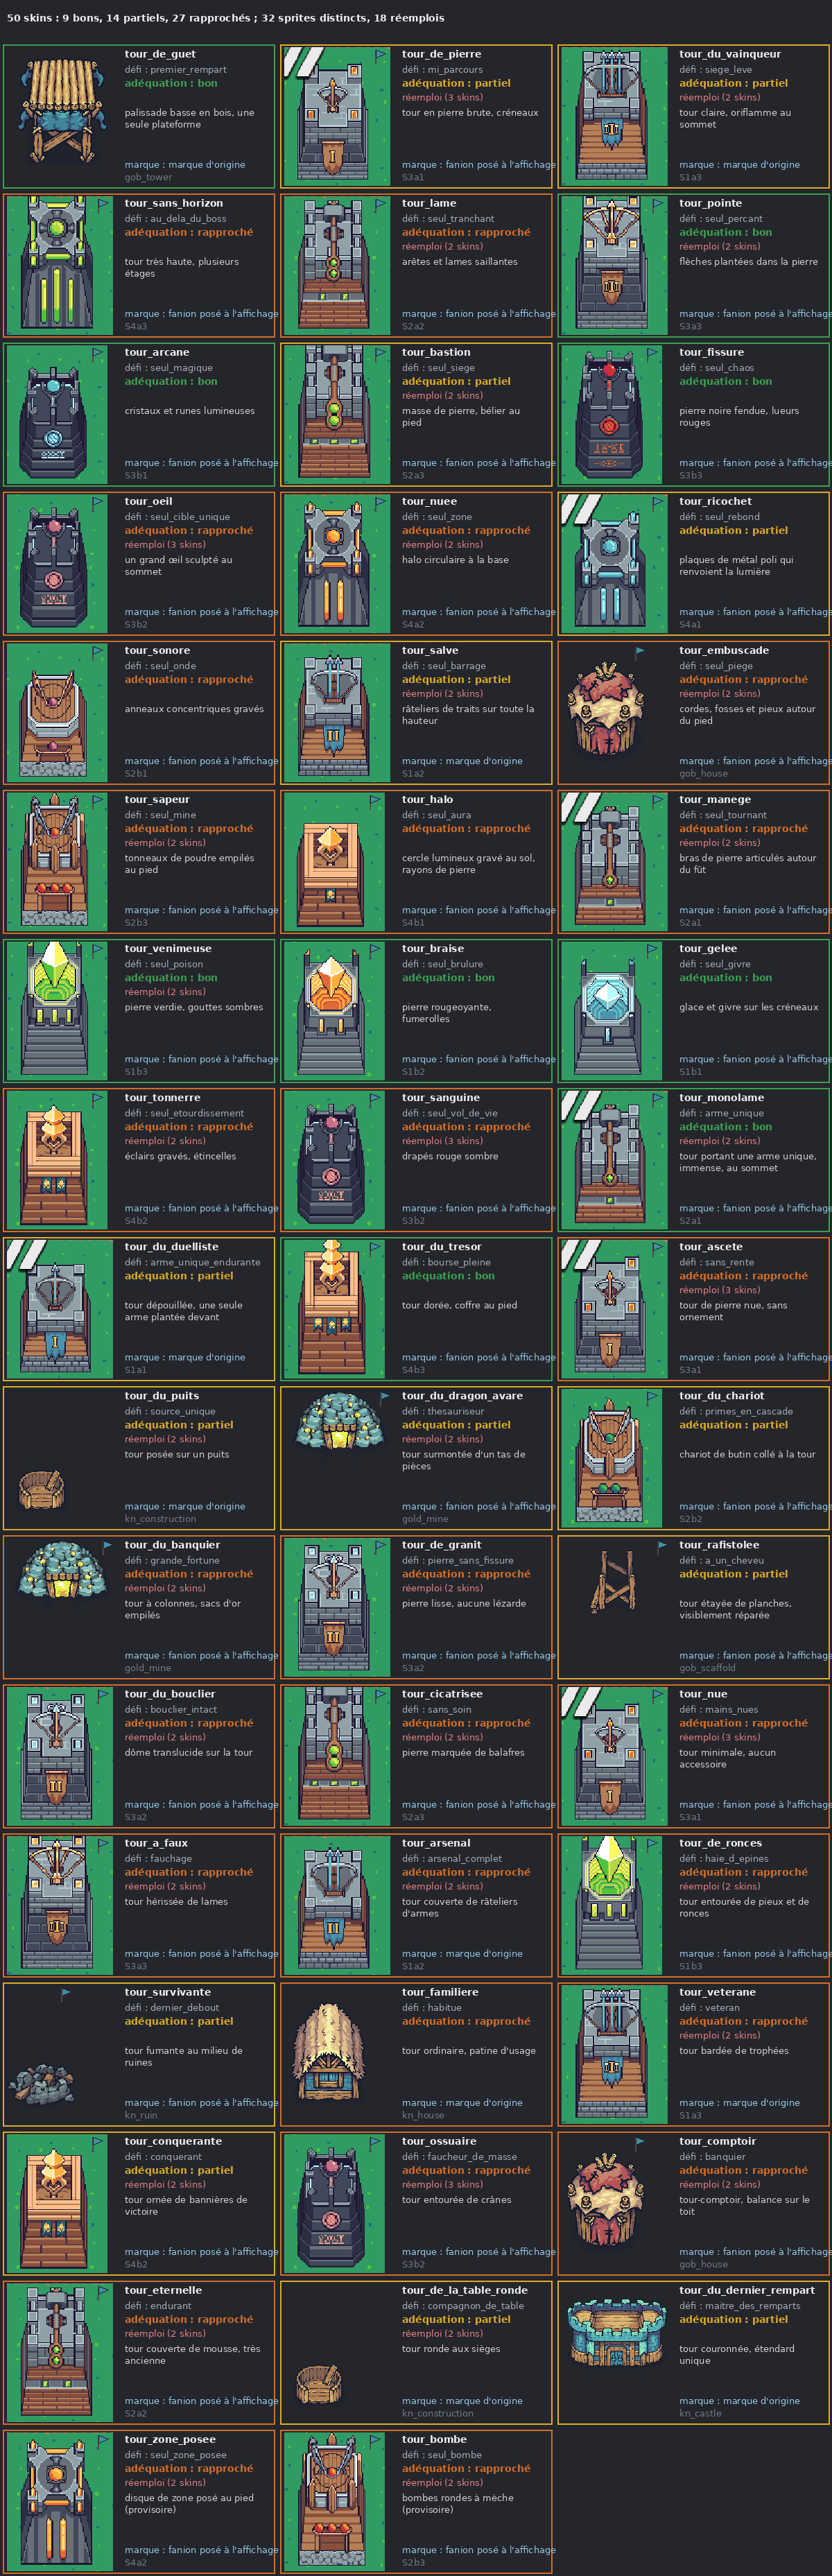 50 skins : 9 bons, 14 partiels, 27 rapprochés ; 32 sprites distincts, 18 réemplois
tour_de_guet
défi : premier_rempart
adéquation : bon
palissade basse en bois, une
seule plateforme
marque : marque d'origine
gob_tower
tour_de_pierre
défi : mi_parcours
adéquation : partiel
réemploi (3 skins)
tour en pierre brute, créneaux
marque : fanion posé à l'affichage
S3a1
tour_du_vainqueur
défi : siege_leve
adéquation : partiel
réemploi (2 skins)
tour claire, oriflamme au
sommet
marque : marque d'origine
S1a3
tour_sans_horizon
défi : au_dela_du_boss
adéquation : rapproché
tour très haute, plusieurs
étages
marque : fanion posé à l'affichage
S4a3
tour_lame
défi : seul_tranchant
adéquation : rapproché
réemploi (2 skins)
arêtes et lames saillantes
marque : fanion posé à l'affichage
S2a2
tour_pointe
défi : seul_percant
adéquation : bon
réemploi (2 skins)
flèches plantées dans la pierre
marque : fanion posé à l'affichage
S3a3
tour_arcane
défi : seul_magique
adéquation : bon
cristaux et runes lumineuses
marque : fanion posé à l'affichage
S3b1
tour_bastion
défi : seul_siege
adéquation : partiel
réemploi (2 skins)
masse de pierre, bélier au
pied
marque : fanion posé à l'affichage
S2a3
tour_fissure
défi : seul_chaos
adéquation : bon
pierre noire fendue, lueurs
rouges
marque : fanion posé à l'affichage
S3b3
tour_oeil
défi : seul_cible_unique
adéquation : rapproché
réemploi (3 skins)
un grand œil sculpté au
sommet
marque : fanion posé à l'affichage
S3b2
tour_nuee
défi : seul_zone
adéquation : rapproché
réemploi (2 skins)
halo circulaire à la base
marque : fanion posé à l'affichage
S4a2
tour_ricochet
défi : seul_rebond
adéquation : partiel
plaques de métal poli qui
renvoient la lumière
marque : fanion posé à l'affichage
S4a1
tour_sonore
défi : seul_onde
adéquation : rapproché
anneaux concentriques gravés
marque : fanion posé à l'affichage
S2b1
tour_salve
défi : seul_barrage
adéquation : partiel
réemploi (2 skins)
râteliers de traits sur toute la
hauteur
marque : marque d'origine
S1a2
tour_embuscade
défi : seul_piege
adéquation : rapproché
réemploi (2 skins)
cordes, fosses et pieux autour
du pied
marque : fanion posé à l'affichage
gob_house
tour_sapeur
défi : seul_mine
adéquation : rapproché
réemploi (2 skins)
tonneaux de poudre empilés
au pied
marque : fanion posé à l'affichage
S2b3
tour_halo
défi : seul_aura
adéquation : rapproché
cercle lumineux gravé au sol,
rayons de pierre
marque : fanion posé à l'affichage
S4b1
tour_manege
défi : seul_tournant
adéquation : rapproché
réemploi (2 skins)
bras de pierre articulés autour
du fût
marque : fanion posé à l'affichage
S2a1
tour_venimeuse
défi : seul_poison
adéquation : bon
réemploi (2 skins)
pierre verdie, gouttes sombres
marque : fanion posé à l'affichage
S1b3
tour_braise
défi : seul_brulure
adéquation : bon
pierre rougeoyante,
fumerolles
marque : fanion posé à l'affichage
S1b2
tour_gelee
défi : seul_givre
adéquation : bon
glace et givre sur les créneaux
marque : fanion posé à l'affichage
S1b1
tour_tonnerre
défi : seul_etourdissement
adéquation : rapproché
réemploi (2 skins)
éclairs gravés, étincelles
marque : fanion posé à l'affichage
S4b2
tour_sanguine
défi : seul_vol_de_vie
adéquation : rapproché
réemploi (3 skins)
drapés rouge sombre
marque : fanion posé à l'affichage
S3b2
tour_monolame
défi : arme_unique
adéquation : bon
réemploi (2 skins)
tour portant une arme unique,
immense, au sommet
marque : fanion posé à l'affichage
S2a1
tour_du_duelliste
défi : arme_unique_endurante
adéquation : partiel
tour dépouillée, une seule
arme plantée devant
marque : marque d'origine
S1a1
tour_du_tresor
défi : bourse_pleine
adéquation : bon
tour dorée, coffre au pied
marque : fanion posé à l'affichage
S4b3
tour_ascete
défi : sans_rente
adéquation : rapproché
réemploi (3 skins)
tour de pierre nue, sans
ornement
marque : fanion posé à l'affichage
S3a1
tour_du_puits
défi : source_unique
adéquation : partiel
réemploi (2 skins)
tour posée sur un puits
marque : marque d'origine
kn_construction
tour_du_dragon_avare
défi : thesauriseur
adéquation : partiel
réemploi (2 skins)
tour surmontée d'un tas de
pièces
marque : fanion posé à l'affichage
gold_mine
tour_du_chariot
défi : primes_en_cascade
adéquation : partiel
chariot de butin collé à la tour
marque : fanion posé à l'affichage
S2b2
tour_du_banquier
défi : grande_fortune
adéquation : rapproché
réemploi (2 skins)
tour à colonnes, sacs d'or
empilés
marque : fanion posé à l'affichage
gold_mine
tour_de_granit
défi : pierre_sans_fissure
adéquation : rapproché
réemploi (2 skins)
pierre lisse, aucune lézarde
marque : fanion posé à l'affichage
S3a2
tour_rafistolee
défi : a_un_cheveu
adéquation : partiel
tour étayée de planches,
visiblement réparée
marque : fanion posé à l'affichage
gob_scaffold
tour_du_bouclier
défi : bouclier_intact
adéquation : rapproché
réemploi (2 skins)
dôme translucide sur la tour
marque : fanion posé à l'affichage
S3a2
tour_cicatrisee
défi : sans_soin
adéquation : rapproché
réemploi (2 skins)
pierre marquée de balafres
marque : fanion posé à l'affichage
S2a3
tour_nue
défi : mains_nues
adéquation : rapproché
réemploi (3 skins)
tour minimale, aucun
accessoire
marque : fanion posé à l'affichage
S3a1
tour_a_faux
défi : fauchage
adéquation : rapproché
réemploi (2 skins)
tour hérissée de lames
marque : fanion posé à l'affichage
S3a3
tour_arsenal
défi : arsenal_complet
adéquation : rapproché
réemploi (2 skins)
tour couverte de râteliers
d'armes
marque : marque d'origine
S1a2
tour_de_ronces
défi : haie_d_epines
adéquation : rapproché
réemploi (2 skins)
tour entourée de pieux et de
ronces
marque : fanion posé à l'affichage
S1b3
tour_survivante
défi : dernier_debout
adéquation : partiel
tour fumante au milieu de
ruines
marque : fanion posé à l'affichage
kn_ruin
tour_familiere
défi : habitue
adéquation : rapproché
tour ordinaire, patine d'usage
marque : marque d'origine
kn_house
tour_veterane
défi : veteran
adéquation : rapproché
réemploi (2 skins)
tour bardée de trophées
marque : marque d'origine
S1a3
tour_conquerante
défi : conquerant
adéquation : partiel
réemploi (2 skins)
tour ornée de bannières de
victoire
marque : fanion posé à l'affichage
S4b2
tour_ossuaire
défi : faucheur_de_masse
adéquation : rapproché
réemploi (3 skins)
tour entourée de crânes
marque : fanion posé à l'affichage
S3b2
tour_comptoir
défi : banquier
adéquation : rapproché
réemploi (2 skins)
tour-comptoir, balance sur le
toit
marque : fanion posé à l'affichage
gob_house
tour_eternelle
défi : endurant
adéquation : rapproché
réemploi (2 skins)
tour couverte de mousse, très
ancienne
marque : fanion posé à l'affichage
S2a2
tour_de_la_table_ronde
défi : compagnon_de_table
adéquation : partiel
réemploi (2 skins)
tour ronde aux sièges
marque : marque d'origine
kn_construction
tour_du_dernier_rempart
défi : maitre_des_remparts
adéquation : partiel
tour couronnée, étendard
unique
marque : marque d'origine
kn_castle
tour_zone_posee
défi : seul_zone_posee
adéquation : rapproché
réemploi (2 skins)
disque de zone posé au pied
(provisoire)
marque : fanion posé à l'affichage
S4a2
tour_bombe
défi : seul_bombe
adéquation : rapproché
réemploi (2 skins)
bombes rondes à mèche
(provisoire)
marque : fanion posé à l'affichage
S2b3